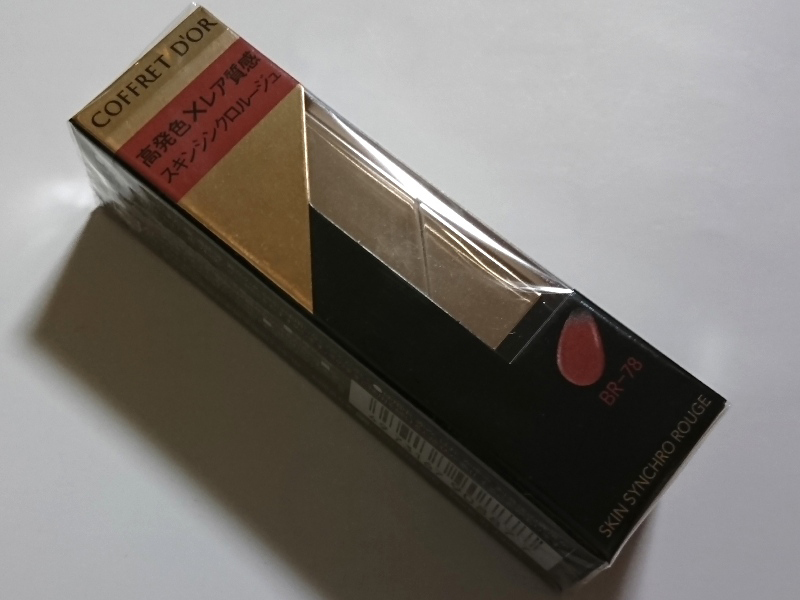 COFFRET D'OR
高発色×レア質感
スキンシンクロルージュ
BR-78
SKIN SYNCHRO ROUGE